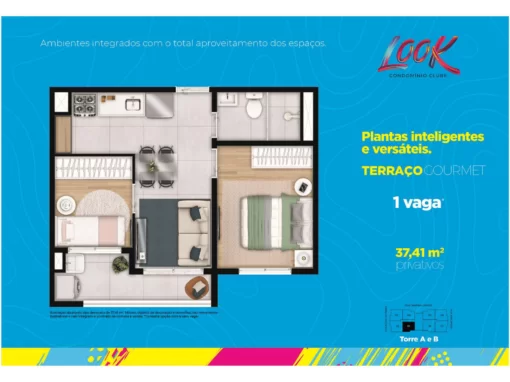 Ambientes integrados com o total aproveitamento dos espaços.
LOOK
CONDOMÍNIO CLUBE
Plantas inteligentes
e versáteis.
TERRAÇO GOURMET
1 vaga*
37,41 m²
privativos
Torre A e B